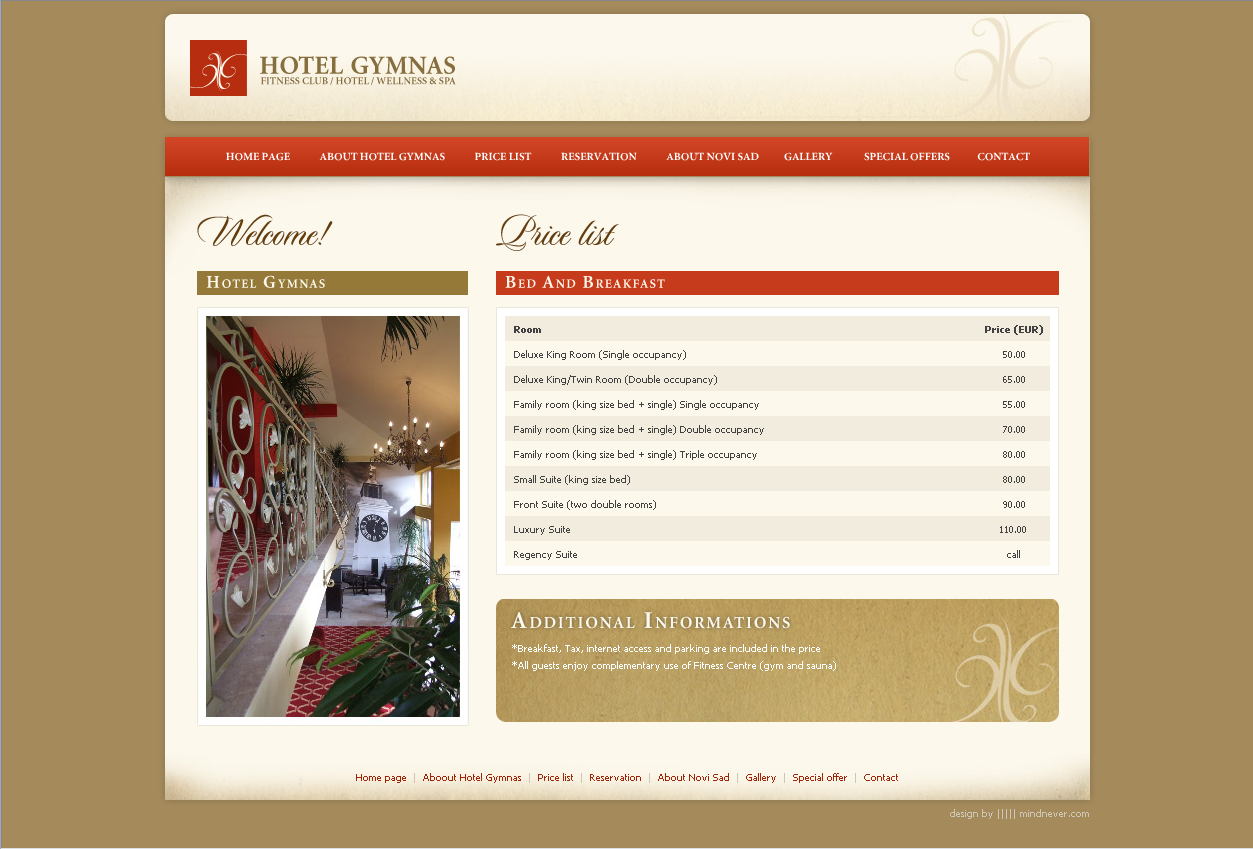 HOTEL GYMNAS
FITNESS CLUB / HOTEL / WELLNESS & SPA
HOME PAGE ABOUT HOTEL GYMNAS PRICE LIST RESERVATION ABOUT NOVI SAD GALLERY SPECIAL OFFERS CONTACT
Welcome!
Hotel Gymnas
Price list
Bed And Breakfast
Room Price (EUR)
Deluxe King Room (Single occupancy) 50.00
Deluxe King/Twin Room (Double occupancy) 65.00
Family room (king size bed + single) Single occupancy 55.00
Family room (king size bed + single) Double occupancy 70.00
Family room (king size bed + single) Triple occupancy 80.00
Small Suite (king size bed) 80.00
Front Suite (two double rooms) 90.00
Luxury Suite 110.00
Regency Suite call
Additional Informations
*Breakfast, Tax, internet access and parking are included in the price
*All guests enjoy complementary use of Fitness Centre (gym and sauna)
Home page | Aboout Hotel Gymnas | Price list | Reservation | About Novi Sad | Gallery | Special offer | Contact
design by ||||| mindnever.com